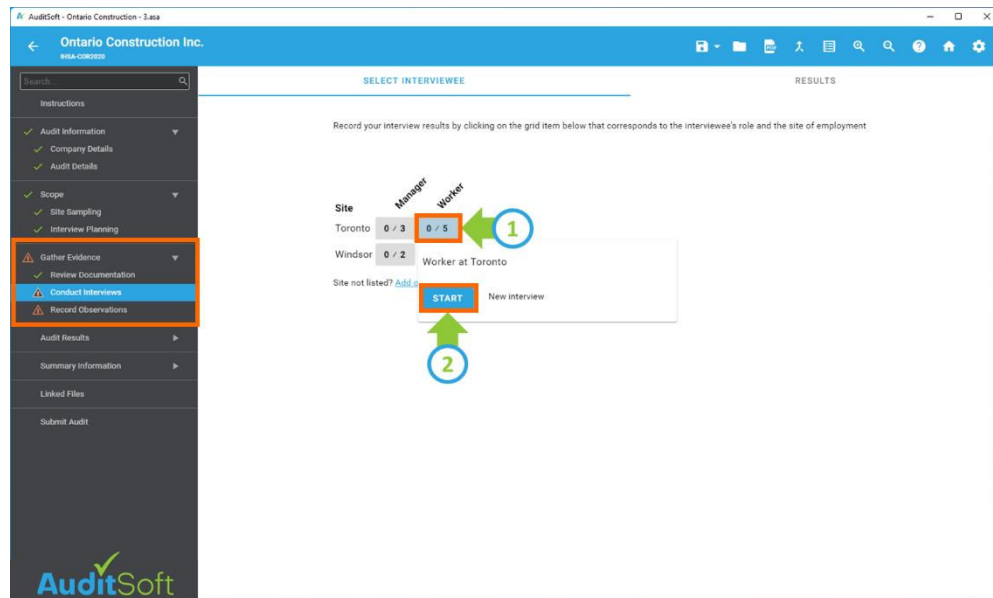 AuditSoft - Ontario Construction - 3.asa
Ontario Construction Inc.
IHSA-COR2020
Search...
Instructions
Audit Information
Company Details
Audit Details
Scope
Site Sampling
Interview Planning
Gather Evidence
Review Documentation
Conduct Interviews
Record Observations
Audit Results
Summary Information
Linked Files
Submit Audit
AuditSoft
SELECT INTERVIEWEE
RESULTS
Record your interview results by clicking on the grid item below that corresponds to the interviewee's role and the site of employment
Site Manager Worker
Toronto 0 / 3 0 / 5
1
Windsor 0 / 2
Worker at Toronto
Site not listed? Add
START New interview
2